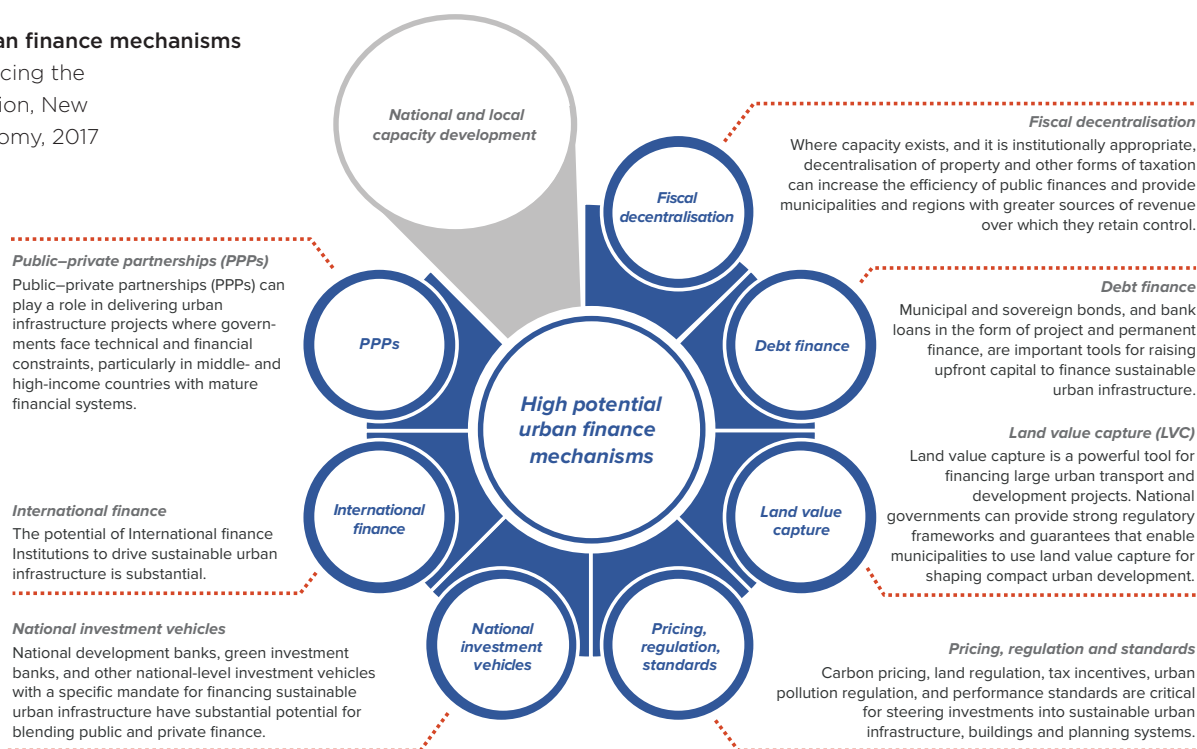 an finance mechanisms
cing the
ion, New
omy, 2017
National and local
capacity development
Fiscal
decentralisation
Fiscal decentralisation
Where capacity exists, and it is institutionally appropriate,
decentralisation of property and other forms of taxation
can increase the efficiency of public finances and provide
municipalities and regions with greater sources of revenue
over which they retain control.
Public–private partnerships (PPPs)
Public–private partnerships (PPPs) can
play a role in delivering urban
infrastructure projects where govern-
ments face technical and financial
constraints, particularly in middle- and
high-income countries with mature
financial systems.
PPPs
Debt finance
Debt finance
Municipal and sovereign bonds, and bank
loans in the form of project and permanent
finance, are important tools for raising
upfront capital to finance sustainable
urban infrastructure.
High potential
urban finance
mechanisms
Land value capture (LVC)
Land value capture is a powerful tool for
financing large urban transport and
development projects. National
governments can provide strong regulatory
frameworks and guarantees that enable
municipalities to use land value capture for
shaping compact urban development.
International finance
The potential of International finance
Institutions to drive sustainable urban
infrastructure is substantial.
International
finance
Land value
capture
National investment vehicles
National development banks, green investment
banks, and other national-level investment vehicles
with a specific mandate for financing sustainable
urban infrastructure have substantial potential for
blending public and private finance.
National
investment
vehicles
Pricing,
regulation,
standards
Pricing, regulation and standards
Carbon pricing, land regulation, tax incentives, urban
pollution regulation, and performance standards are critical
for steering investments into sustainable urban
infrastructure, buildings and planning systems.